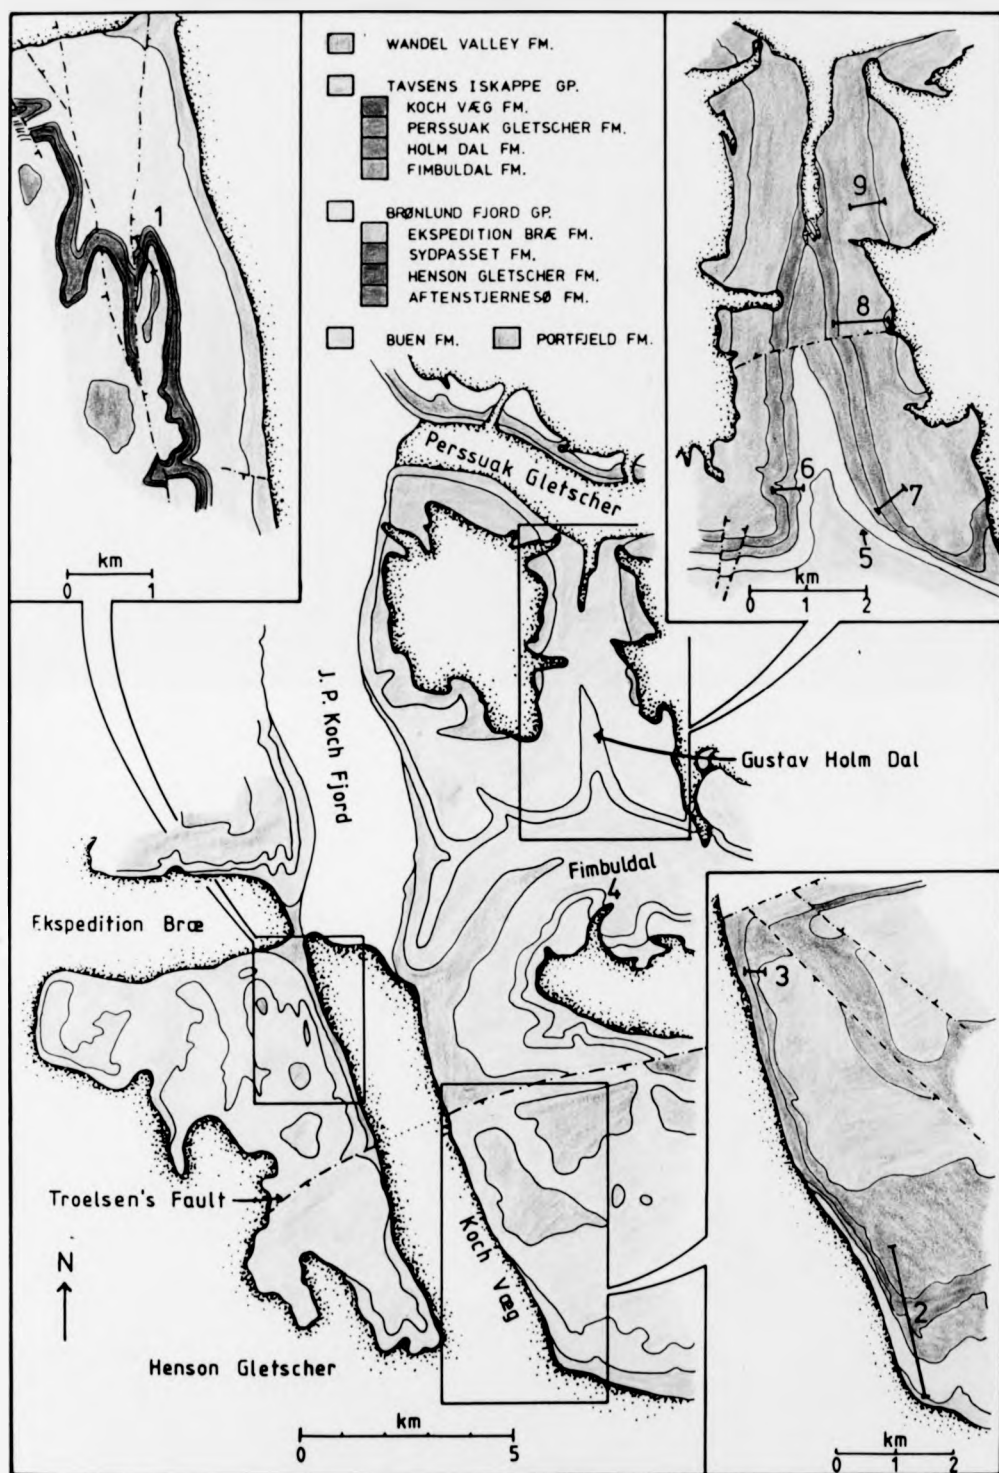 WANDEL VALLEY FM.
TAVSENS ISKAPPE GP.
KOCH VÆG FM.
PERSSUAK GLETSCHER FM.
HOLM DAL FM.
FIMBULDAL FM.
BRØNLUND FJORD GP.
EKSPEDITION BRÆ FM.
SYDPASSET FM.
HENSON GLETSCHER FM.
AFTENSTJERNESØ FM.
BUEN FM. PORTFJELD FM.
1
km
0 1
9
8
6
7
5
km
0 1 2
Perssuak Gletscher
J. P. Koch Fjord
Gustav Holm Dal
Fimbuldal
4
Ekspedition Bræ
3
Troelsen's Fault
Koch Væg
N
2
Henson Gletscher
km
0 5
km
0 1 2